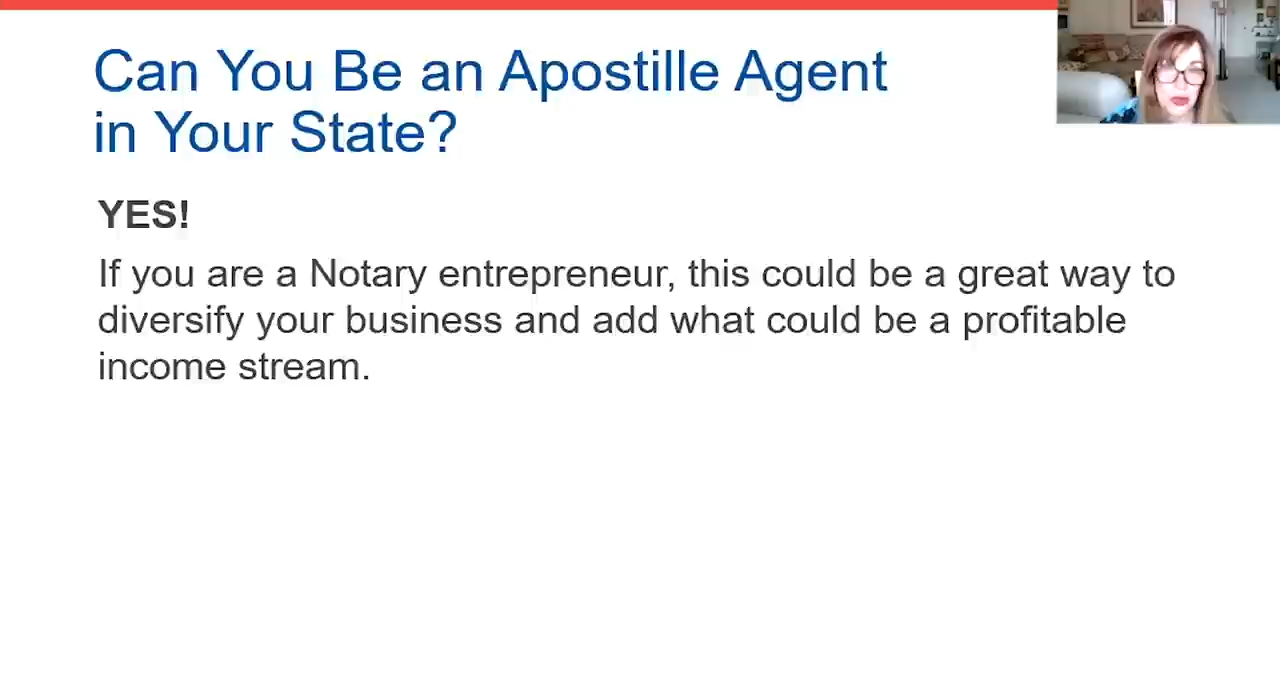 Can You Be an Apostille Agent
in Your State?
YES!
If you are a Notary entrepreneur, this could be a great way to
diversify your business and add what could be a profitable
income stream.